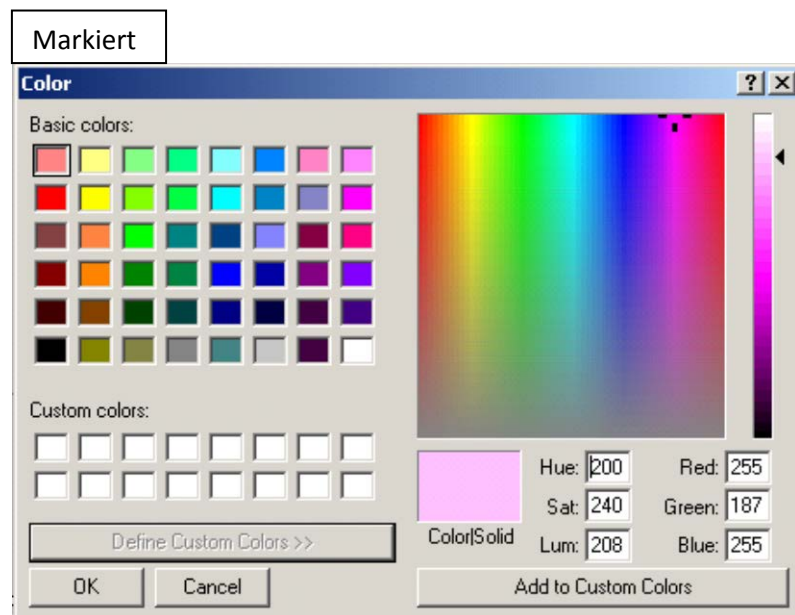 Markiert
Color
? ×
Basic colors:
Custom colors:
Define Custom Colors >>
OK Cancel
Color|Solid
Hue: 200 Red: 255
Sat: 240 Green: 187
Lum: 208 Blue: 255
Add to Custom Colors